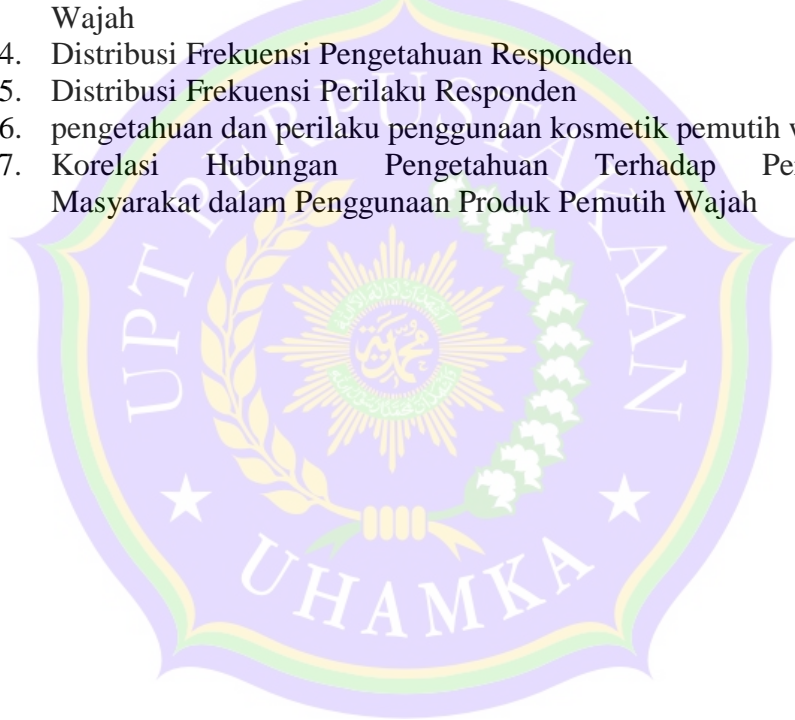 Wajah
4. Distribusi Frekuensi Pengetahuan Responden
5. Distribusi Frekuensi Perilaku Responden
6. pengetahuan dan perilaku penggunaan kosmetik pemutih
7. Korelasi Hubungan Pengetahuan Terhadap
Masyarakat dalam Penggunaan Produk Pemutih Wajah
UPT PERPUSTAKAAN
محمدية
UHAMKA